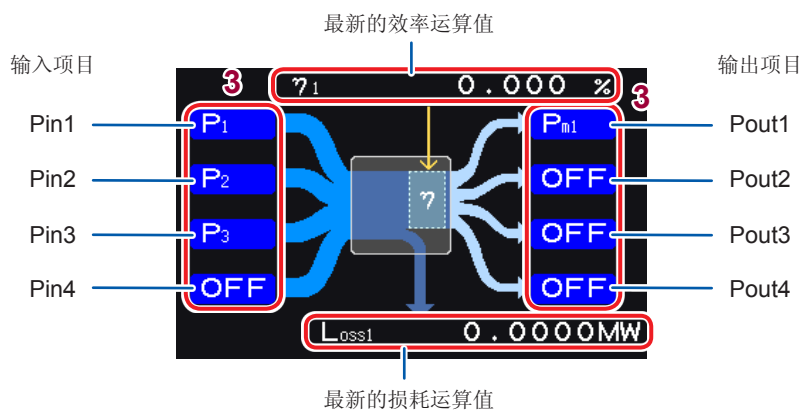 最新的效率运算值
输入项目
输出项目
3
η1 0.000 %
3
Pin1
P1
Pm1
Pout1
Pin2
P2
OFF
Pout2
η
Pin3
P3
OFF
Pout3
Pin4
OFF
OFF
Pout4
Loss1 0.0000MW
最新的损耗运算值